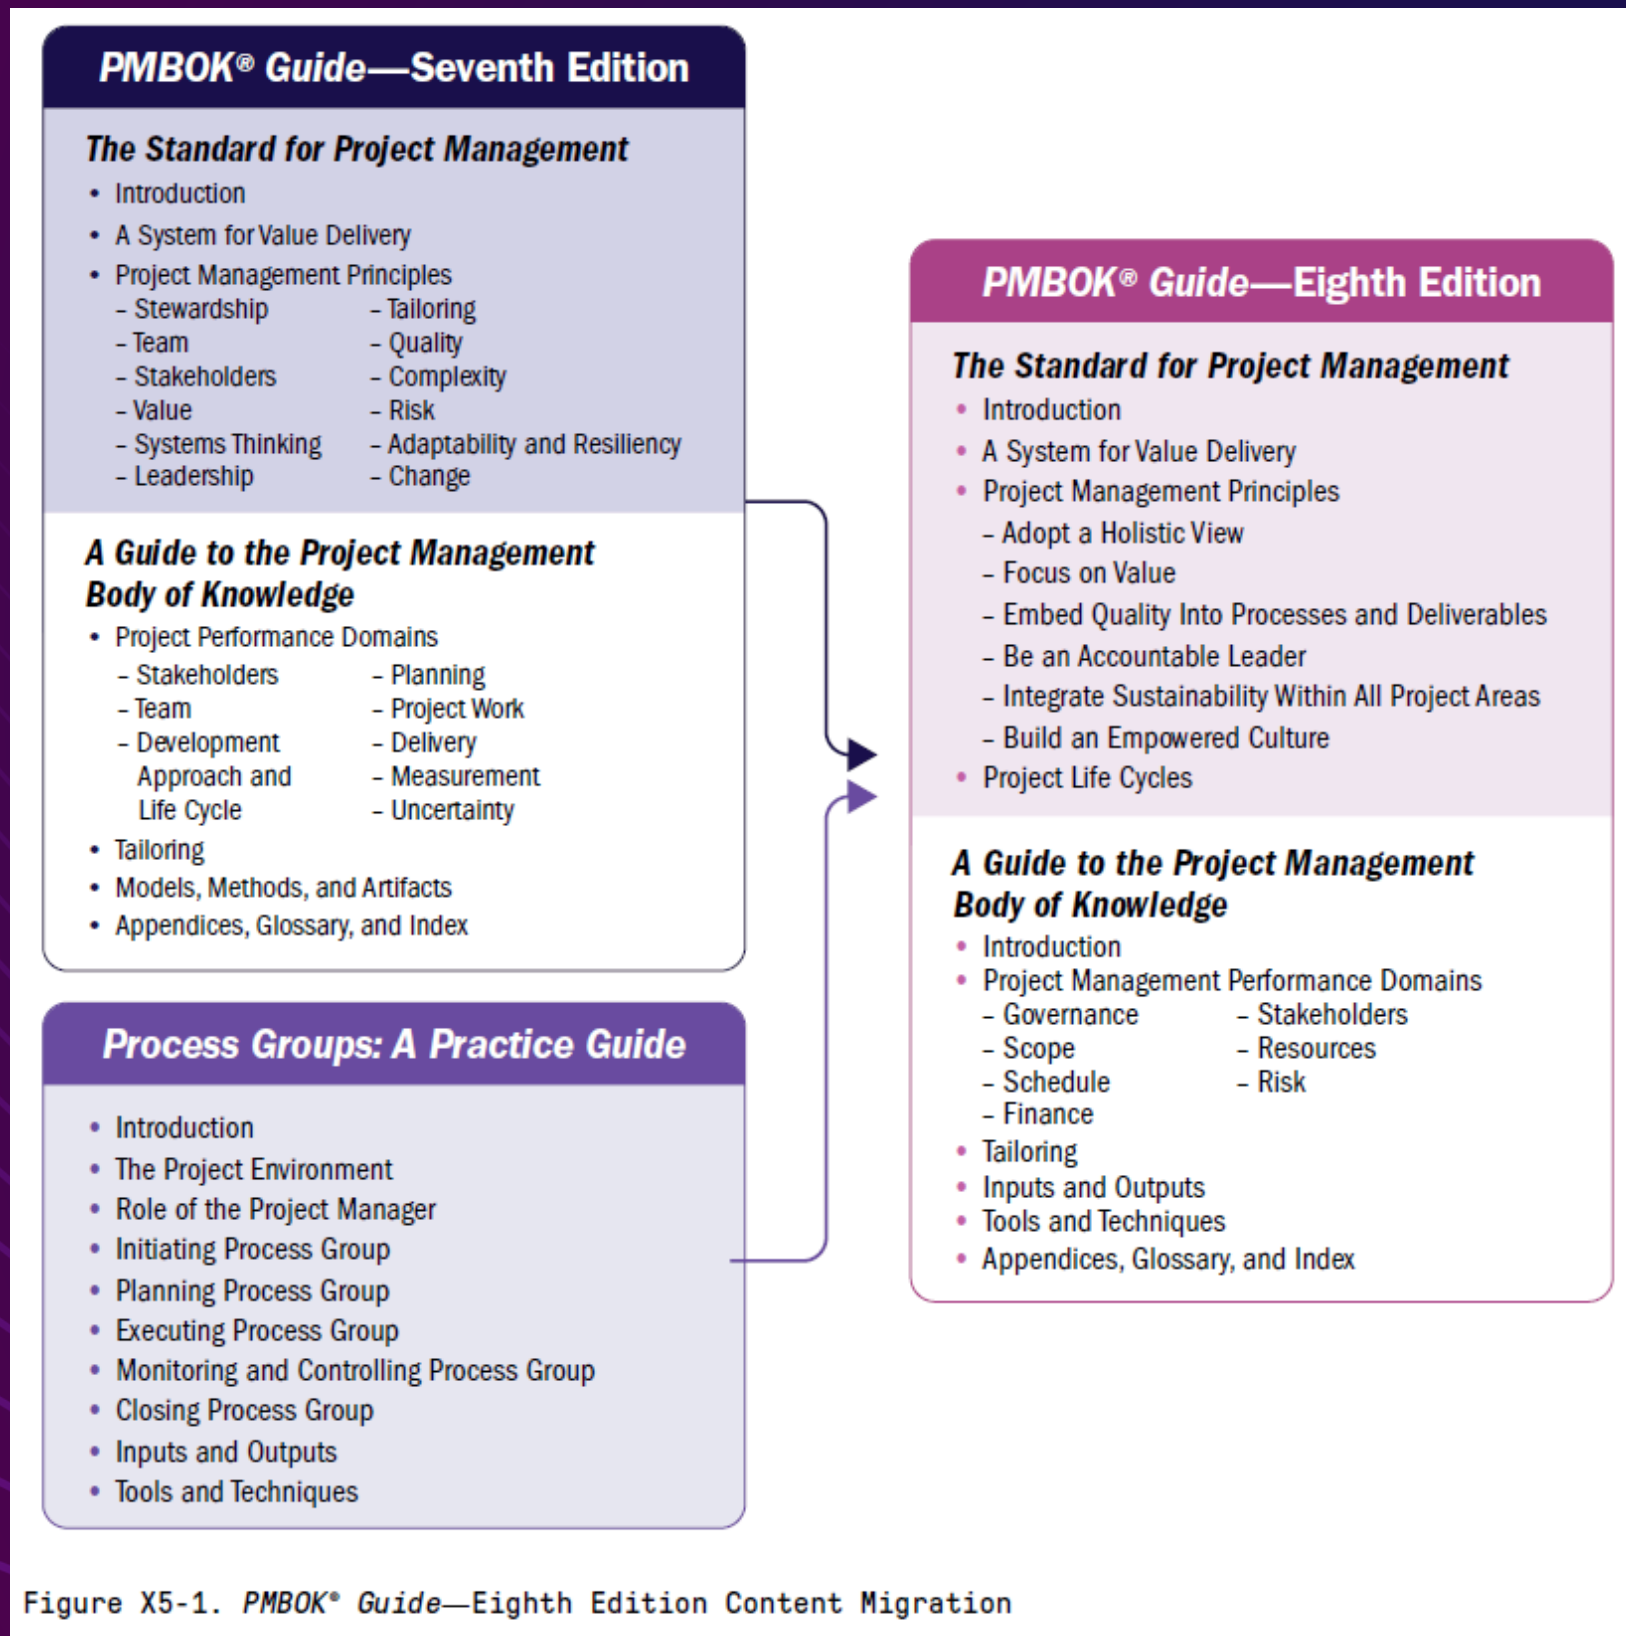 PMBOK® Guide—Seventh Edition
The Standard for Project Management
• Introduction
• A System for Value Delivery
• Project Management Principles
– Stewardship
– Team
– Stakeholders
– Value
– Systems Thinking
– Leadership
– Tailoring
– Quality
– Complexity
– Risk
– Adaptability and Resiliency
– Change
A Guide to the Project Management
Body of Knowledge
• Project Performance Domains
– Stakeholders
– Team
– Development
Approach and
Life Cycle
– Planning
– Project Work
– Delivery
– Measurement
– Uncertainty
• Tailoring
• Models, Methods, and Artifacts
• Appendices, Glossary, and Index
Process Groups: A Practice Guide
• Introduction
• The Project Environment
• Role of the Project Manager
• Initiating Process Group
• Planning Process Group
• Executing Process Group
• Monitoring and Controlling Process Group
• Closing Process Group
• Inputs and Outputs
• Tools and Techniques
PMBOK® Guide—Eighth Edition
The Standard for Project Management
• Introduction
• A System for Value Delivery
• Project Management Principles
– Adopt a Holistic View
– Focus on Value
– Embed Quality Into Processes and Deliverables
– Be an Accountable Leader
– Integrate Sustainability Within All Project Areas
– Build an Empowered Culture
• Project Life Cycles
A Guide to the Project Management
Body of Knowledge
• Introduction
• Project Management Performance Domains
– Governance
– Scope
– Schedule
– Finance
– Stakeholders
– Resources
– Risk
• Tailoring
• Inputs and Outputs
• Tools and Techniques
• Appendices, Glossary, and Index
Figure X5-1. PMBOK® Guide—Eighth Edition Content Migration